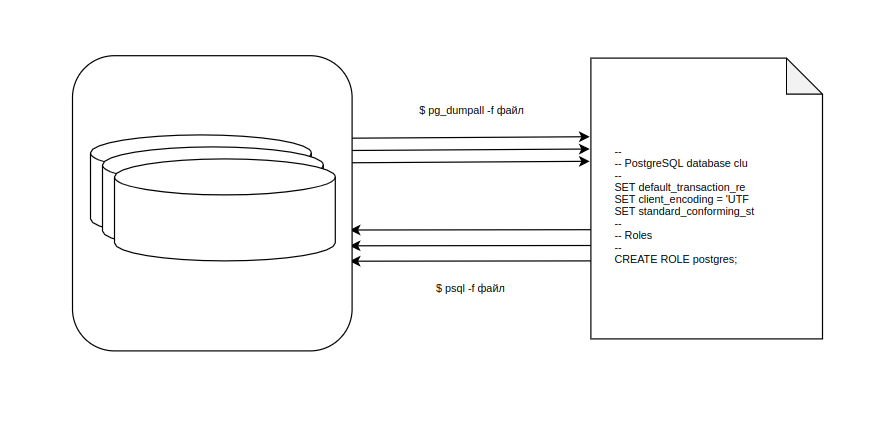 $ pg_dumpall -f файл
--
-- PostgreSQL database clu
--
SET default_transaction_re
SET client_encoding = 'UTF
SET standard_conforming_st
--
-- Roles
--
CREATE ROLE postgres;
$ psql -f файл